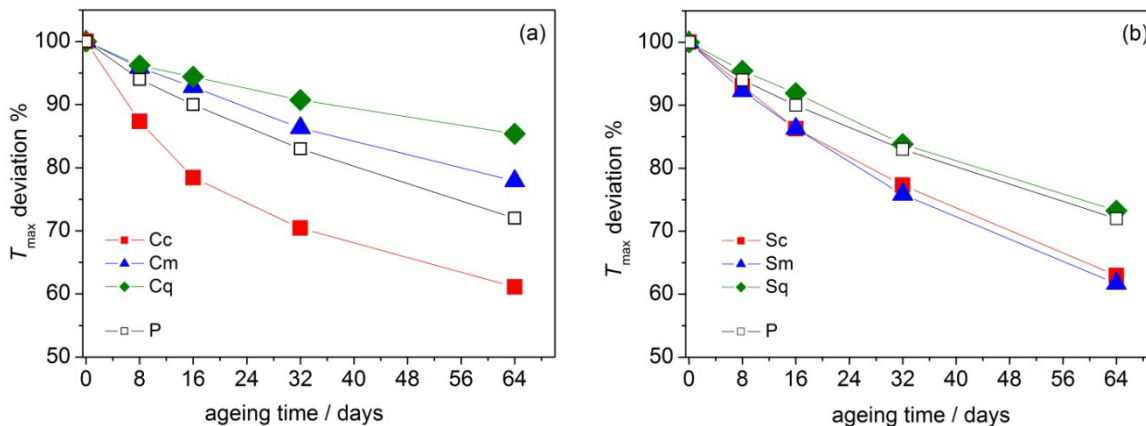 (a)
T max deviation %
100
90
80
70
60
50
Cc
Cm
Cq
P
0 8 16 24 32 40 48 56 64
ageing time / days
(b)
T max deviation %
100
90
80
70
60
50
Sc
Sm
Sq
P
0 8 16 24 32 40 48 56 64
ageing time / days